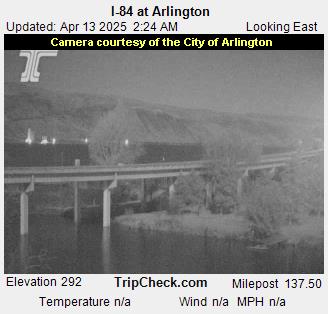 I-84 at Arlington
Updated: Apr 13 2025 2:24 AM Looking East
Camera courtesy of the City of Arlington
Elevation 292 TripCheck.com Milepost 137.50
Temperature n/a Wind n/a MPH n/a